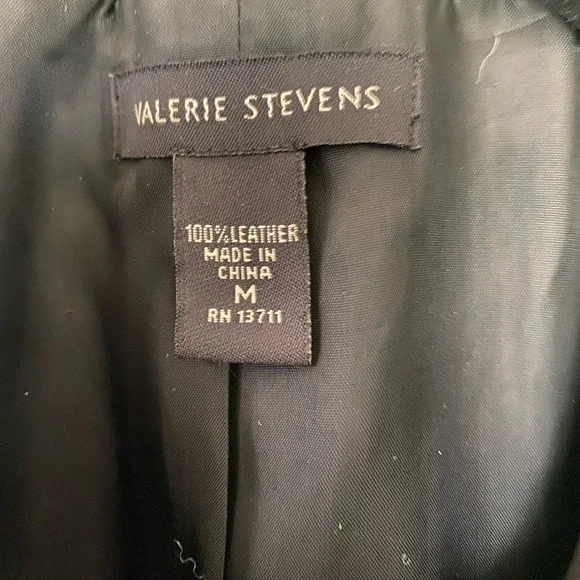 VALERIE STEVENS
100% LEATHER
MADE IN
CHINA
M
RN 13711